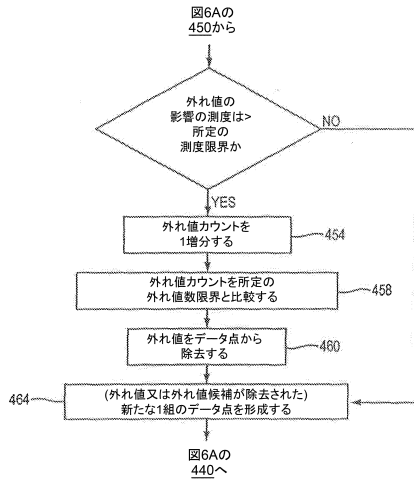 図6Aの
450から
外れ値の
影響の測度は>
所定の
測度限界か
NO
YES
外れ値カウントを
1増分する
454
外れ値カウントを所定の
外れ値数限界と比較する
458
外れ値をデータ点から
除去する
460
464
(外れ値又は外れ値候補が除去された)
新たな1組のデータ点を形成する
図6Aの
440へ